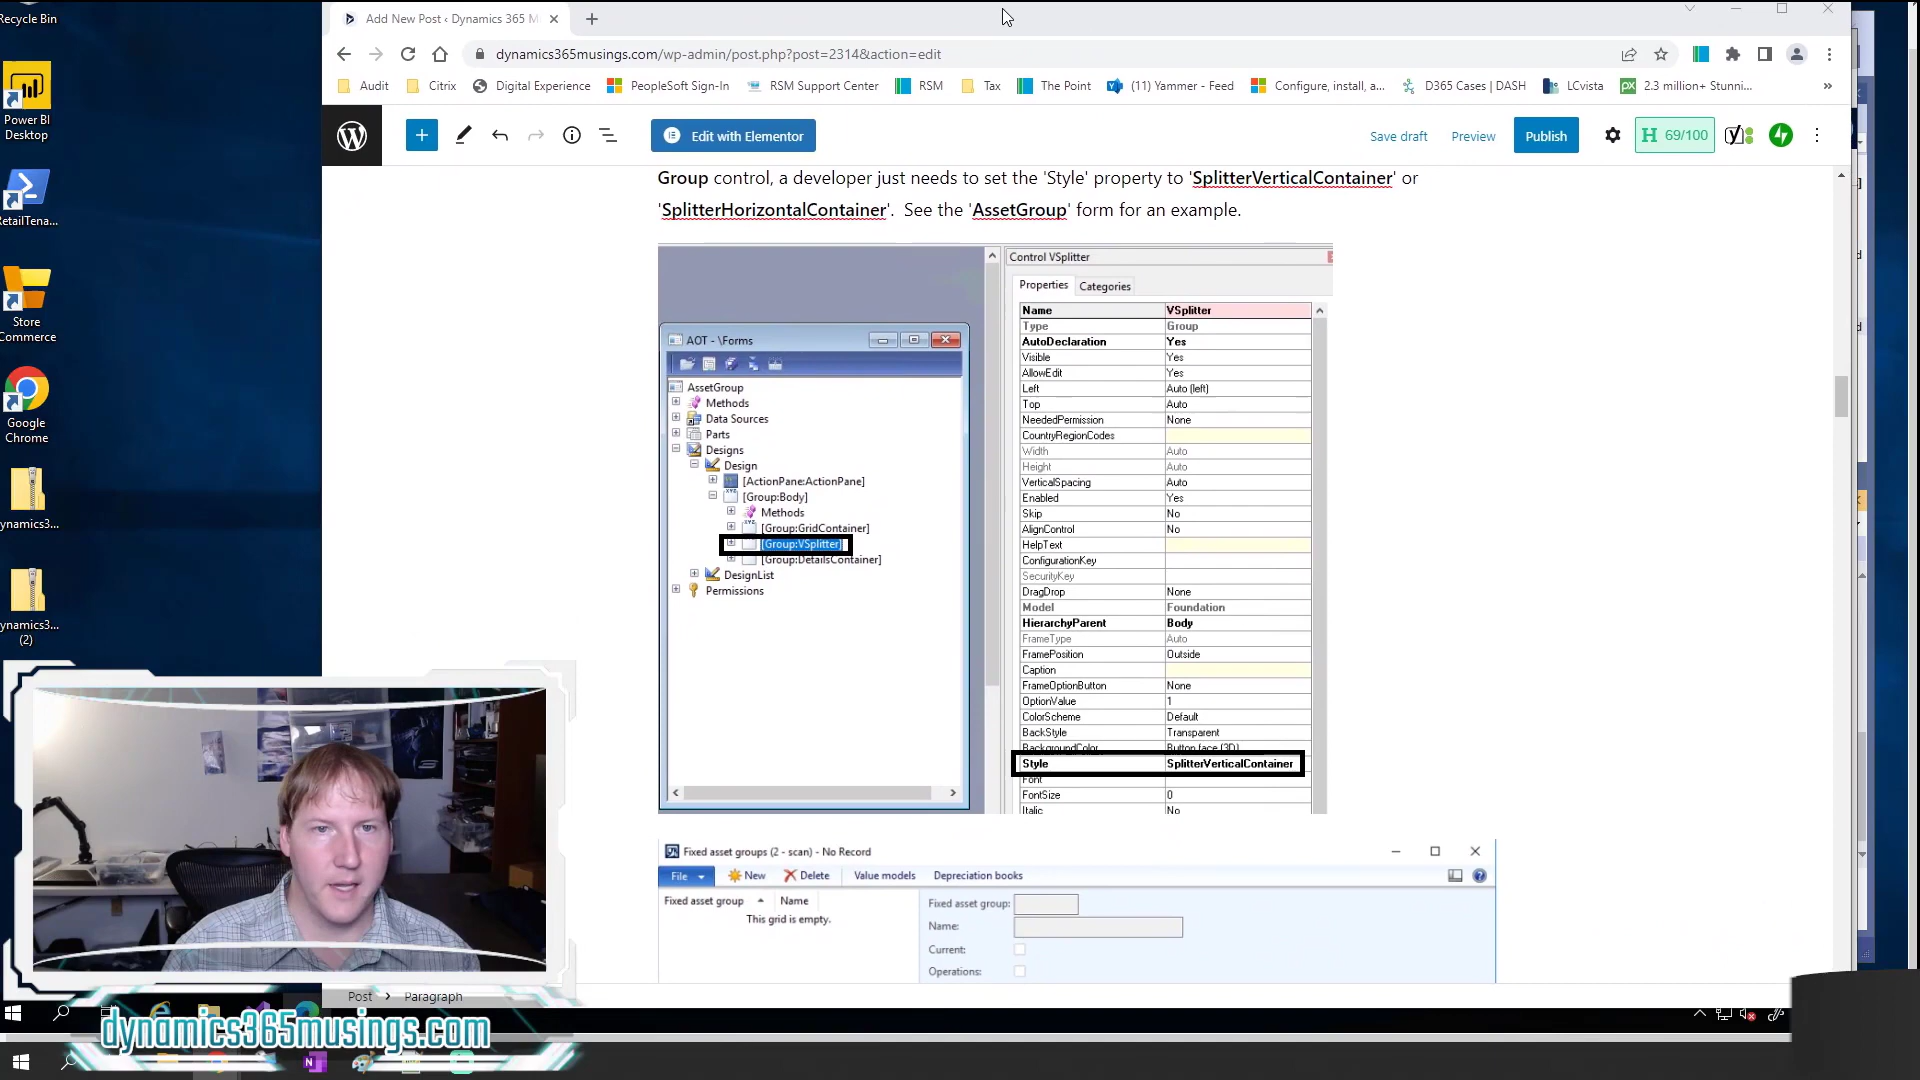 Recycle Bin
Power BI
Desktop
RetailTena...
Store
Commerce
Google
Chrome
ynamics3...
ynamics3...
(2)
Add New Post ‹ Dynamics 365 M
dynamics365musings.com/wp-admin/post.php?post=2314&action=edit
Audit
Citrix
Digital Experience
PeopleSoft Sign-In
RSM Support Center
RSM
Tax
The Point
(11) Yammer - Feed
Configure, install, a...
D365 Cases | DASH
LCvista
2.3 million+ Stunni...
Edit with Elementor
Save draft
Preview
Publish
H 69/100
Group control, a developer just needs to set the 'Style' property to 'SplitterVerticalContainer' or
'SplitterHorizontalContainer'. See the 'AssetGroup' form for an example.
AOT - \Forms
AssetGroup
Methods
Data Sources
Parts
Designs
Design
[ActionPane:ActionPane]
[Group:Body]
Methods
[Group:GridContainer]
[Group:VSplitter]
[Group:DetailsContainer]
DesignList
Permissions
Control VSplitter
Properties
Categories
Name VSplitter
Type Group
AutoDeclaration Yes
Visible Yes
AllowEdit Yes
Left Auto (left)
Top Auto
NeededPermission None
CountryRegionCodes
Width Auto
Height Auto
VerticalSpacing Auto
Enabled Yes
Skip No
AlignControl No
HelpText
ConfigurationKey
SecurityKey
DragDrop None
Model Foundation
HierarchyParent Body
FrameType Auto
FramePosition Outside
Caption
FrameOptionButton None
OptionValue 1
ColorScheme Default
BackStyle Transparent
BackgroundColor Button face (3D)
Style SplitterVerticalContainer
Font
FontSize 0
Italic No
Fixed asset groups (2 - scan) - No Record
File
New
Delete
Value models
Depreciation books
Fixed asset group
Name
This grid is empty.
Fixed asset group:
Name:
Current:
Operations:
Post
Paragraph
dynamics365musings.com